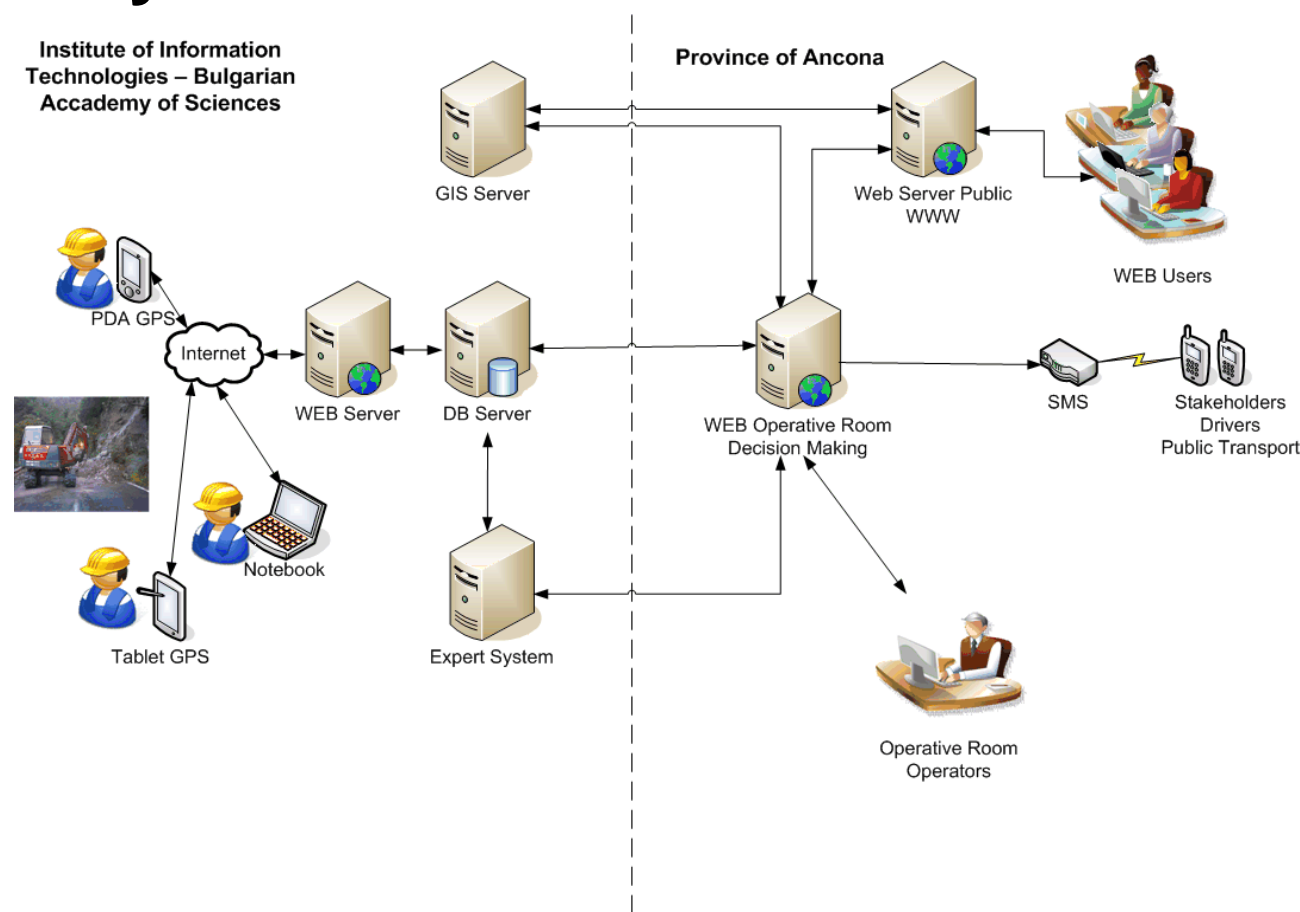 Institute of Information
Technologies – Bulgarian
Accademy of Sciences
Province of Ancona
GIS Server
Web Server Public
WWW
WEB Users
PDA GPS
Internet
WEB Server
DB Server
WEB Operative Room
Decision Making
SMS
Stakeholders
Drivers
Public Transport
Notebook
Tablet GPS
Expert System
Operative Room
Operators